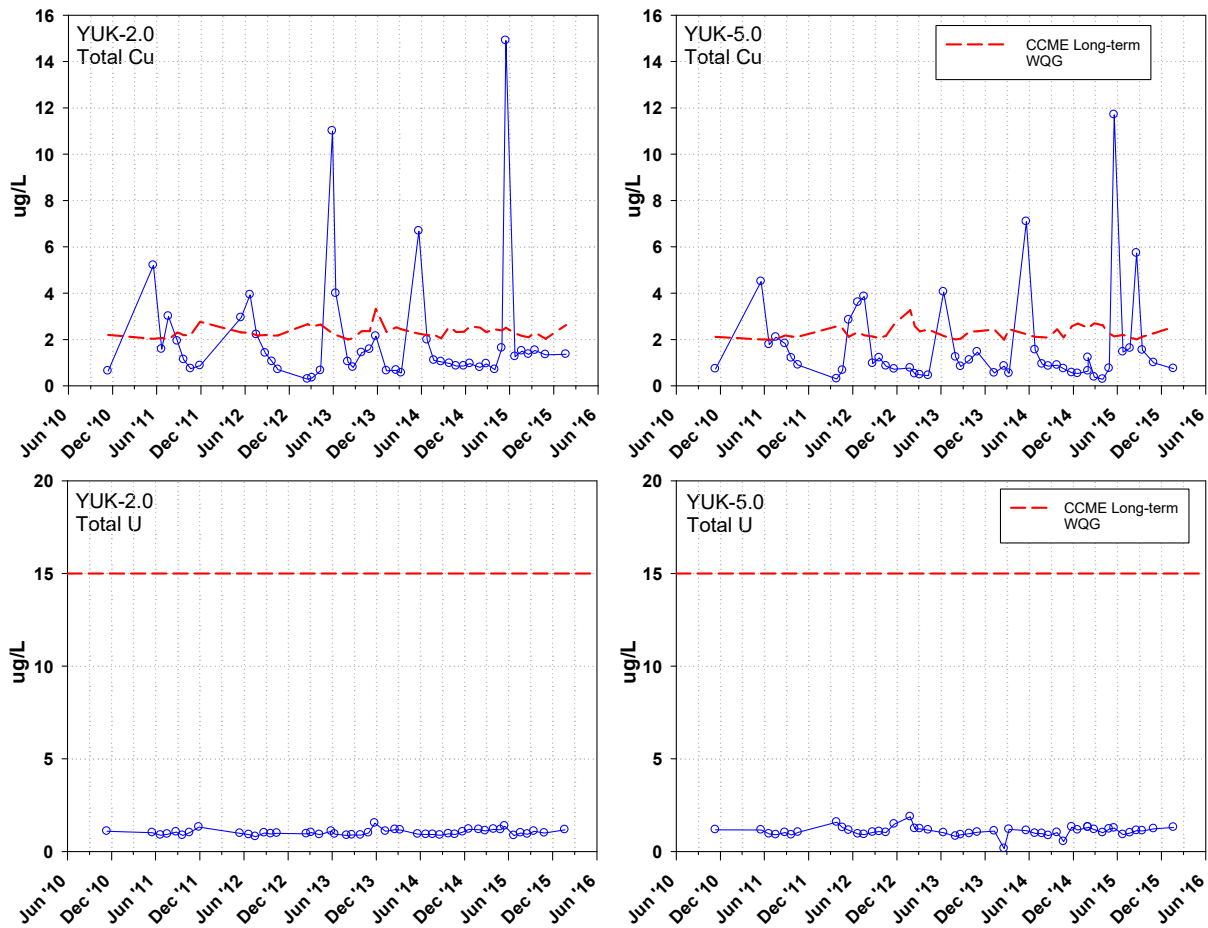 YUK-2.0
Total Cu
16
14
12
10
8
6
4
2
0
ug/L
Jun '10
Dec '10
Jun '11
Dec '11
Jun '12
Dec '12
Jun '13
Dec '13
Jun '14
Dec '14
Jun '15
Dec '15
Jun '16
YUK-5.0
Total Cu
CCME Long-term
WQG
16
14
12
10
8
6
4
2
0
ug/L
Jun '10
Dec '10
Jun '11
Dec '11
Jun '12
Dec '12
Jun '13
Dec '13
Jun '14
Dec '14
Jun '15
Dec '15
Jun '16
YUK-2.0
Total U
20
15
10
5
0
ug/L
Jun '10
Dec '10
Jun '11
Dec '11
Jun '12
Dec '12
Jun '13
Dec '13
Jun '14
Dec '14
Jun '15
Dec '15
Jun '16
YUK-5.0
Total U
CCME Long-term
WQG
20
15
10
5
0
ug/L
Jun '10
Dec '10
Jun '11
Dec '11
Jun '12
Dec '12
Jun '13
Dec '13
Jun '14
Dec '14
Jun '15
Dec '15
Jun '16